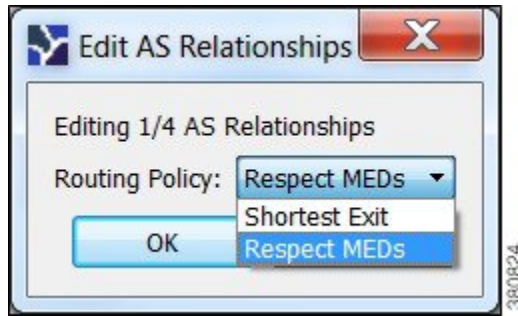 Edit AS Relationships
X
Editing 1/4 AS Relationships
Routing Policy: Respect MEDs
Shortest Exit
OK
Respect MEDs
380824